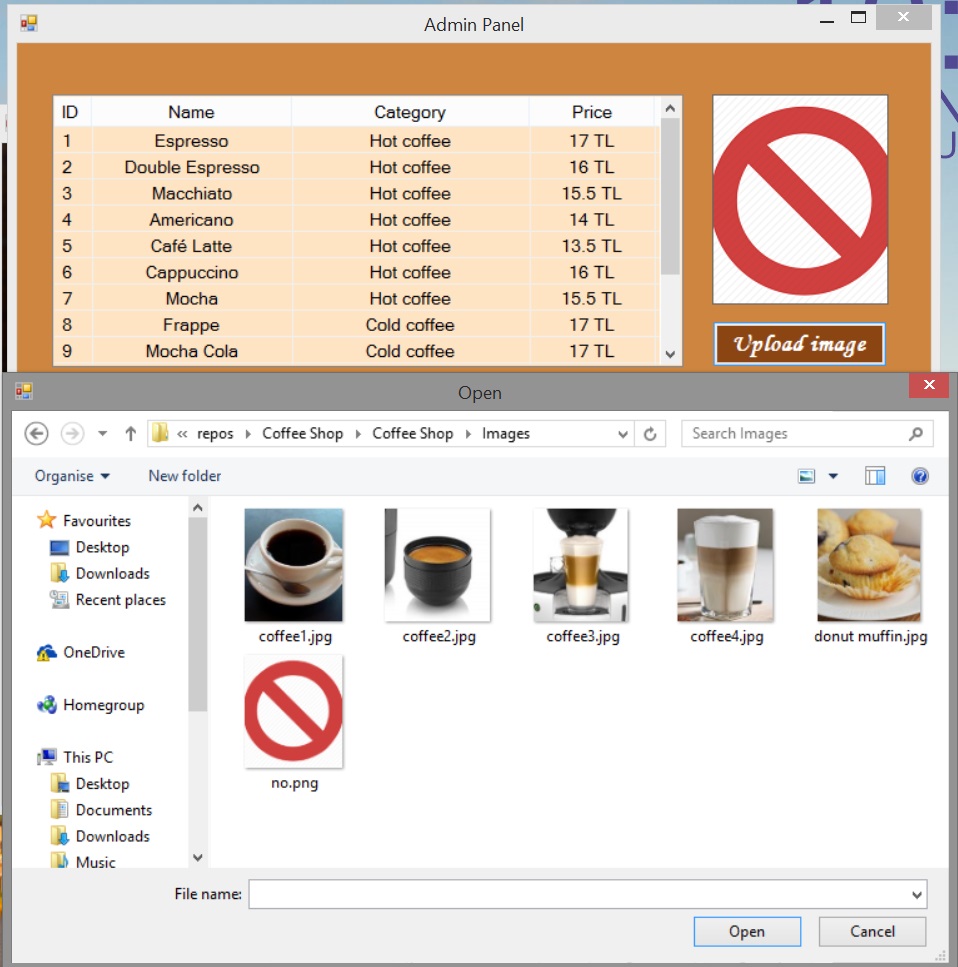 Admin Panel
ID Name Category Price
1 Espresso Hot coffee 17 TL
2 Double Espresso Hot coffee 16 TL
3 Macchiato Hot coffee 15.5 TL
4 Americano Hot coffee 14 TL
5 Café Latte Hot coffee 13.5 TL
6 Cappuccino Hot coffee 16 TL
7 Mocha Hot coffee 15.5 TL
8 Frappe Cold coffee 17 TL
9 Mocha Cola Cold coffee 17 TL
Upload image
Open
« repos Coffee Shop Coffee Shop Images
Search Images
Organise New folder
Favourites
Desktop
Downloads
Recent places
OneDrive
Homegroup
This PC
Desktop
Documents
Downloads
Music
coffee1.jpg coffee2.jpg coffee3.jpg coffee4.jpg donut muffin.jpg
no.png
File name:
Open Cancel